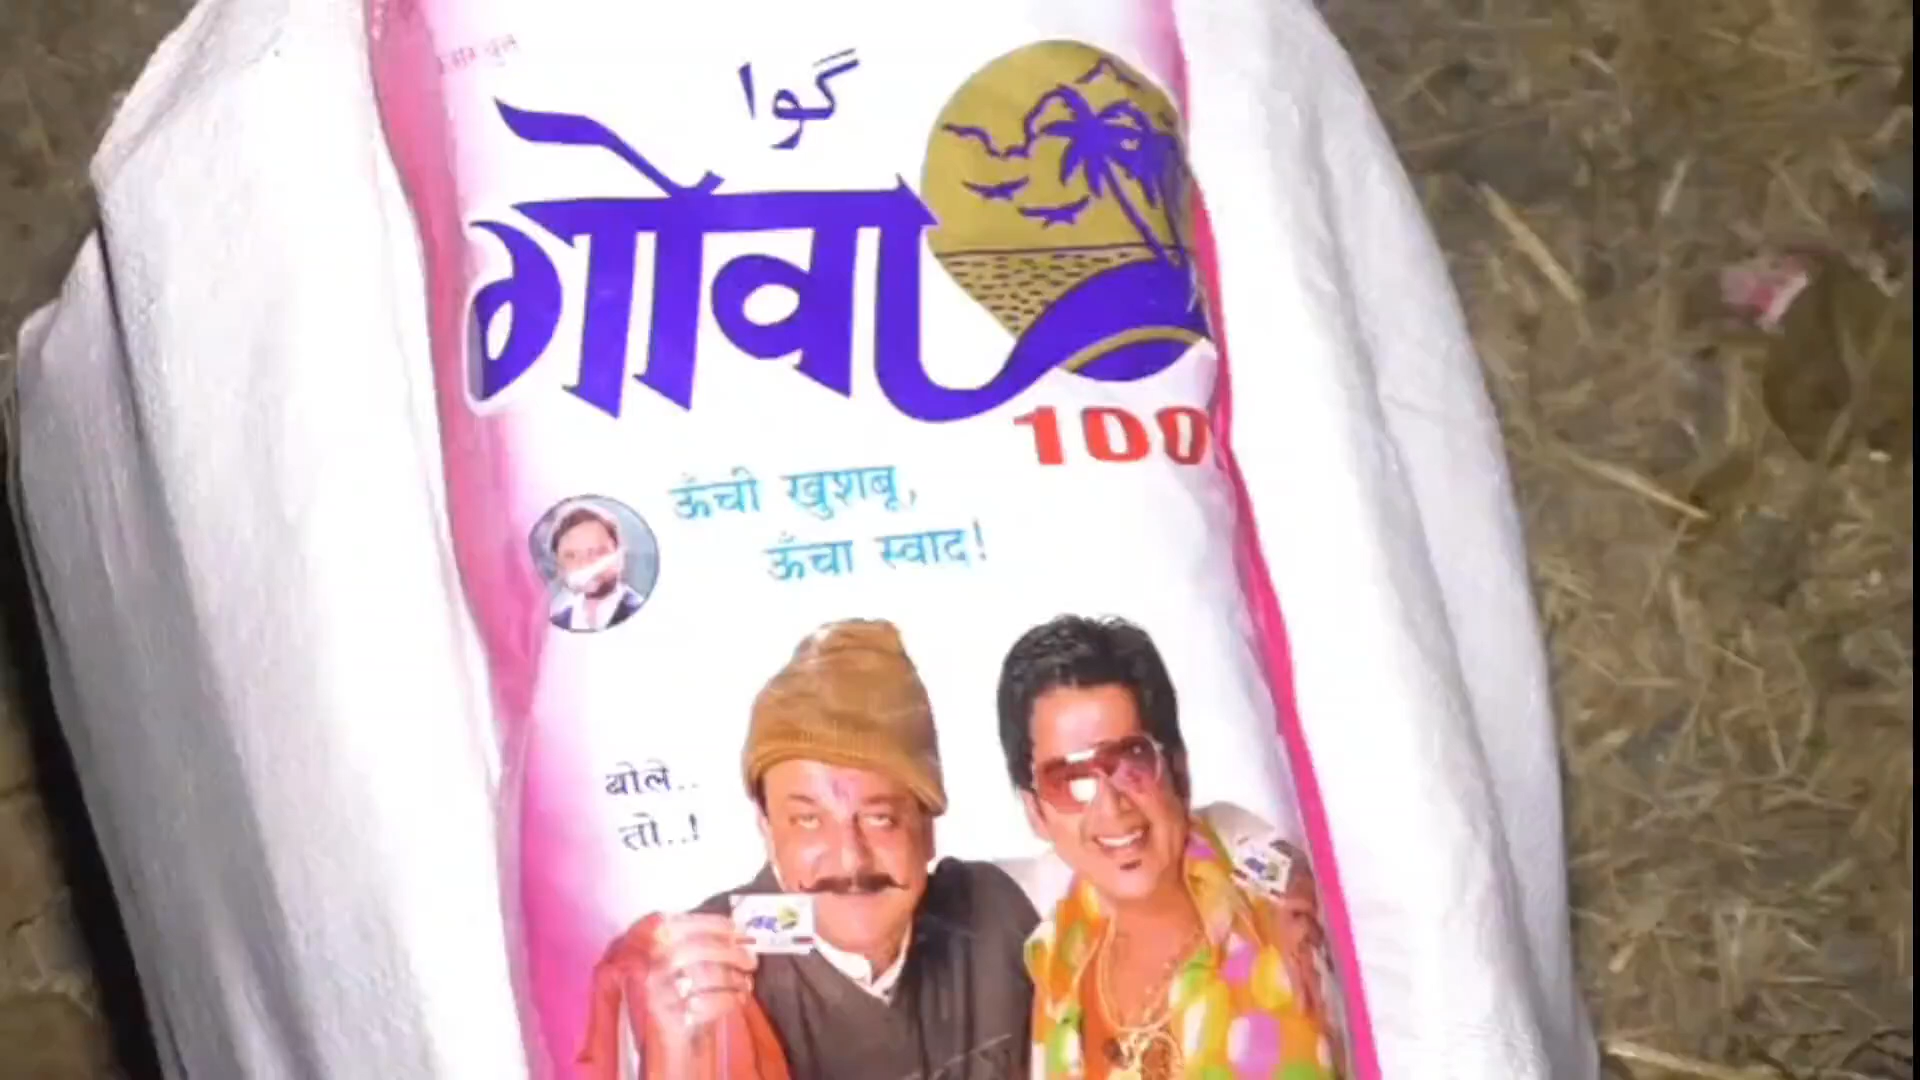 گوا
गोवा
100
ऊँची खुशबू,
ऊँचा स्वाद!
बोले..
तो..!